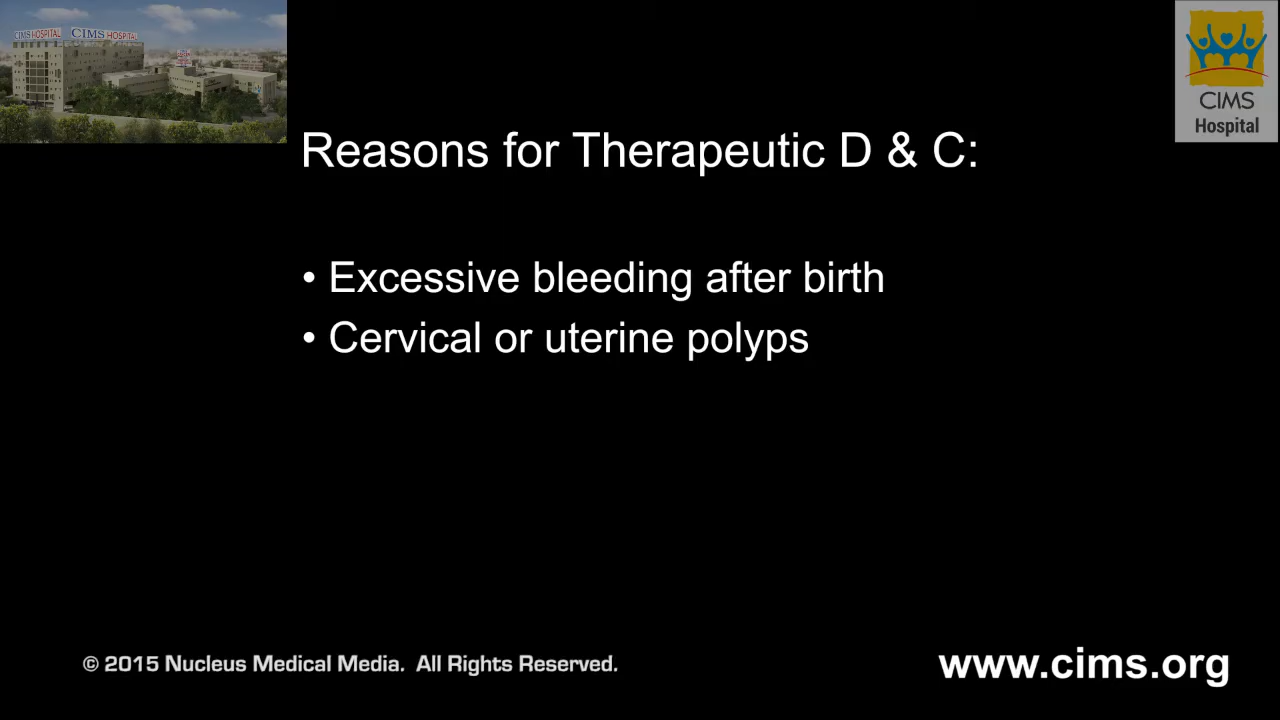 CIMS HOSPITAL CIMS HOSPITAL
CIMS
Hospital
Reasons for Therapeutic D & C:
• Excessive bleeding after birth
• Cervical or uterine polyps
© 2015 Nucleus Medical Media. All Rights Reserved.
www.cims.org